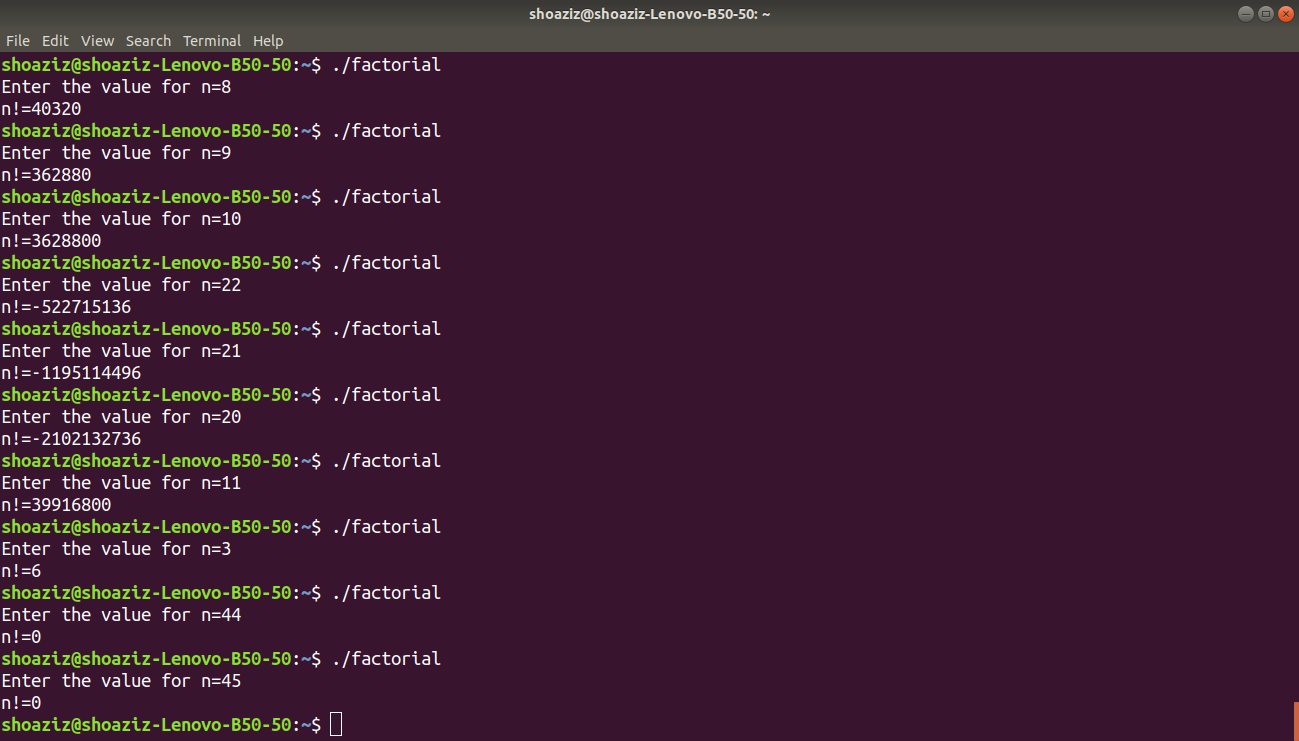 shoaziz@shoaziz-Lenovo-B50-50: ~
File Edit View Search Terminal Help
shoaziz@shoaziz-Lenovo-B50-50:~$ ./factorial
Enter the value for n=8
n!=40320
shoaziz@shoaziz-Lenovo-B50-50:~$ ./factorial
Enter the value for n=9
n!=362880
shoaziz@shoaziz-Lenovo-B50-50:~$ ./factorial
Enter the value for n=10
n!=3628800
shoaziz@shoaziz-Lenovo-B50-50:~$ ./factorial
Enter the value for n=22
n!=-522715136
shoaziz@shoaziz-Lenovo-B50-50:~$ ./factorial
Enter the value for n=21
n!=-1195114496
shoaziz@shoaziz-Lenovo-B50-50:~$ ./factorial
Enter the value for n=20
n!=-2102132736
shoaziz@shoaziz-Lenovo-B50-50:~$ ./factorial
Enter the value for n=11
n!=39916800
shoaziz@shoaziz-Lenovo-B50-50:~$ ./factorial
Enter the value for n=3
n!=6
shoaziz@shoaziz-Lenovo-B50-50:~$ ./factorial
Enter the value for n=44
n!=0
shoaziz@shoaziz-Lenovo-B50-50:~$ ./factorial
Enter the value for n=45
n!=0
shoaziz@shoaziz-Lenovo-B50-50:~$